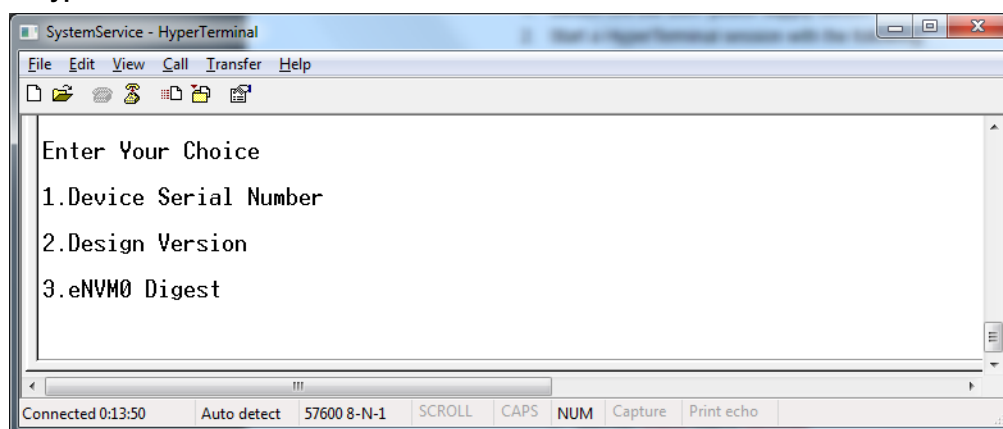 SystemService - HyperTerminal
File Edit View Call Transfer Help
Enter Your Choice
1.Device Serial Number
2.Design Version
3.eNVM0 Digest
Connected 0:13:50 Auto detect 57600 8-N-1 SCROLL CAPS NUM Capture Print echo